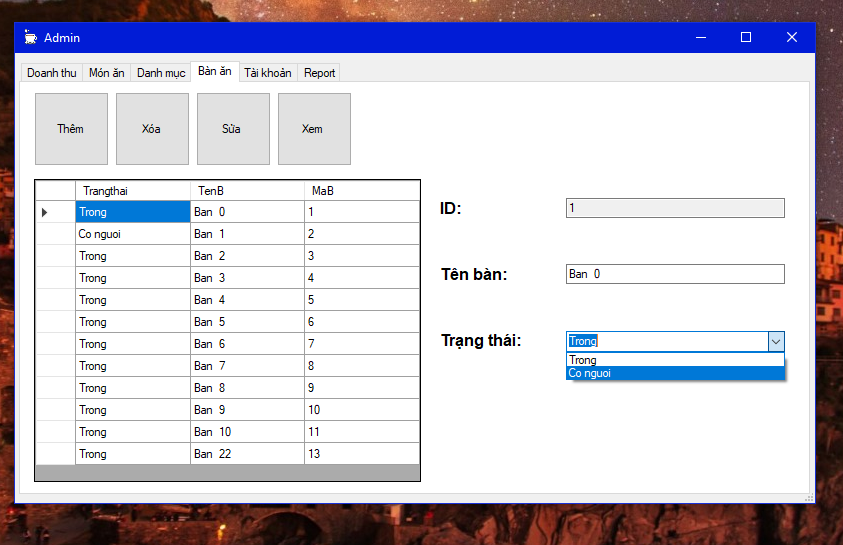 Admin
Doanh thu Món ăn Danh mục Bàn ăn Tài khoản Report
Thêm Xóa Sửa Xem
Trangthai TenB MaB
Trong Ban 0 1
Co nguoi Ban 1 2
Trong Ban 2 3
Trong Ban 3 4
Trong Ban 4 5
Trong Ban 5 6
Trong Ban 6 7
Trong Ban 7 8
Trong Ban 8 9
Trong Ban 9 10
Trong Ban 10 11
Trong Ban 22 13
ID: 1
Tên bàn: Ban 0
Trạng thái: Trong
Trong
Co nguoi